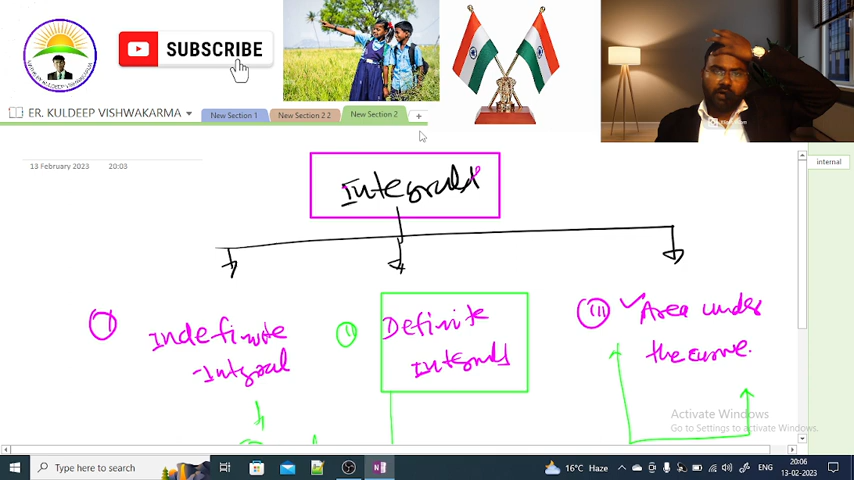 SUBSCRIBE
ER. KULDEEP VISHWAKARMA
New Section 1
New Section 2 2
New Section 2
+
13 February 2023 20:03
internal
Integrals
(I) Indefinite
-Integral
(I) Definite
Integrals
(III) ✓ Area under
the curve.
Activate Windows
Go to Settings to activate Windows.
Type here to search
16°C Haze
ENG
20:06
13-02-2023